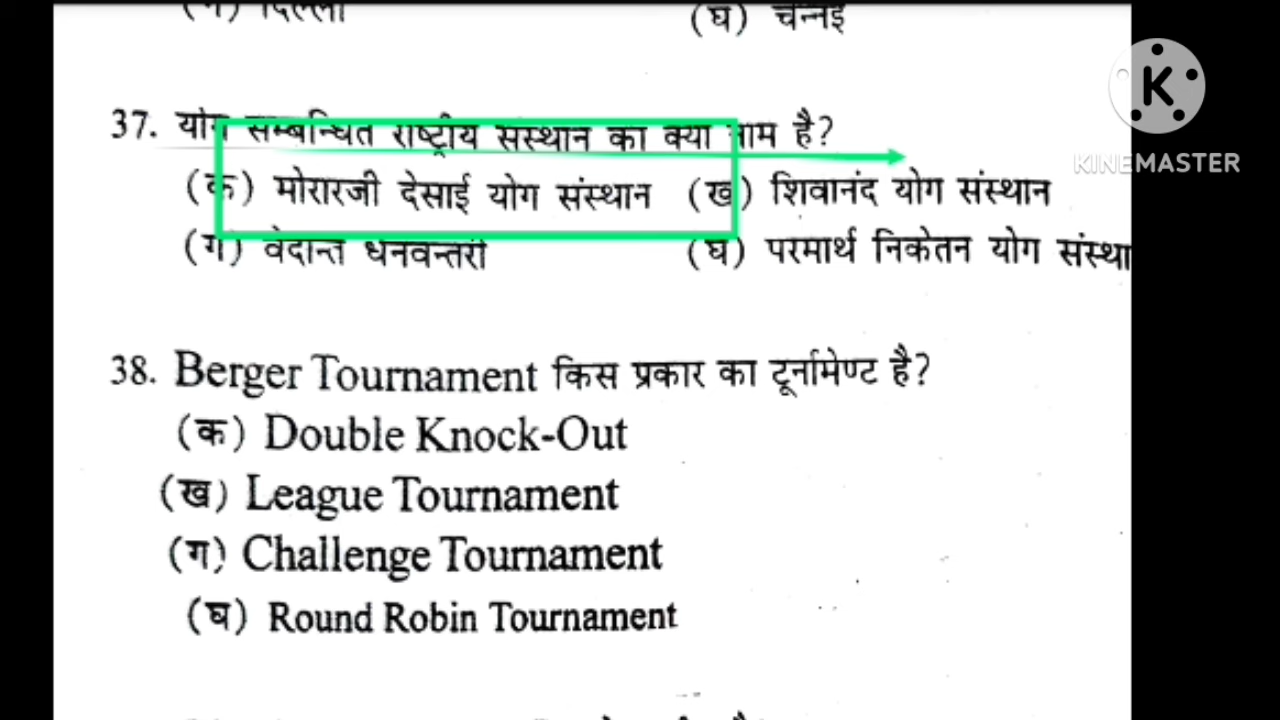 (ग) दिल्ली (घ) चेन्नई
37. योग सम्बन्धित राष्ट्रीय संस्थान का क्या नाम है?
(क) मोरारजी देसाई योग संस्थान (ख) शिवानंद योग संस्थान
(ग) वेदान्त धनवन्तरी (घ) परमार्थ निकेतन योग संस्था
38. Berger Tournament किस प्रकार का टूर्नामेण्ट है?
(क) Double Knock-Out
(ख) League Tournament
(ग) Challenge Tournament
(घ) Round Robin Tournament
K
KINEMASTER